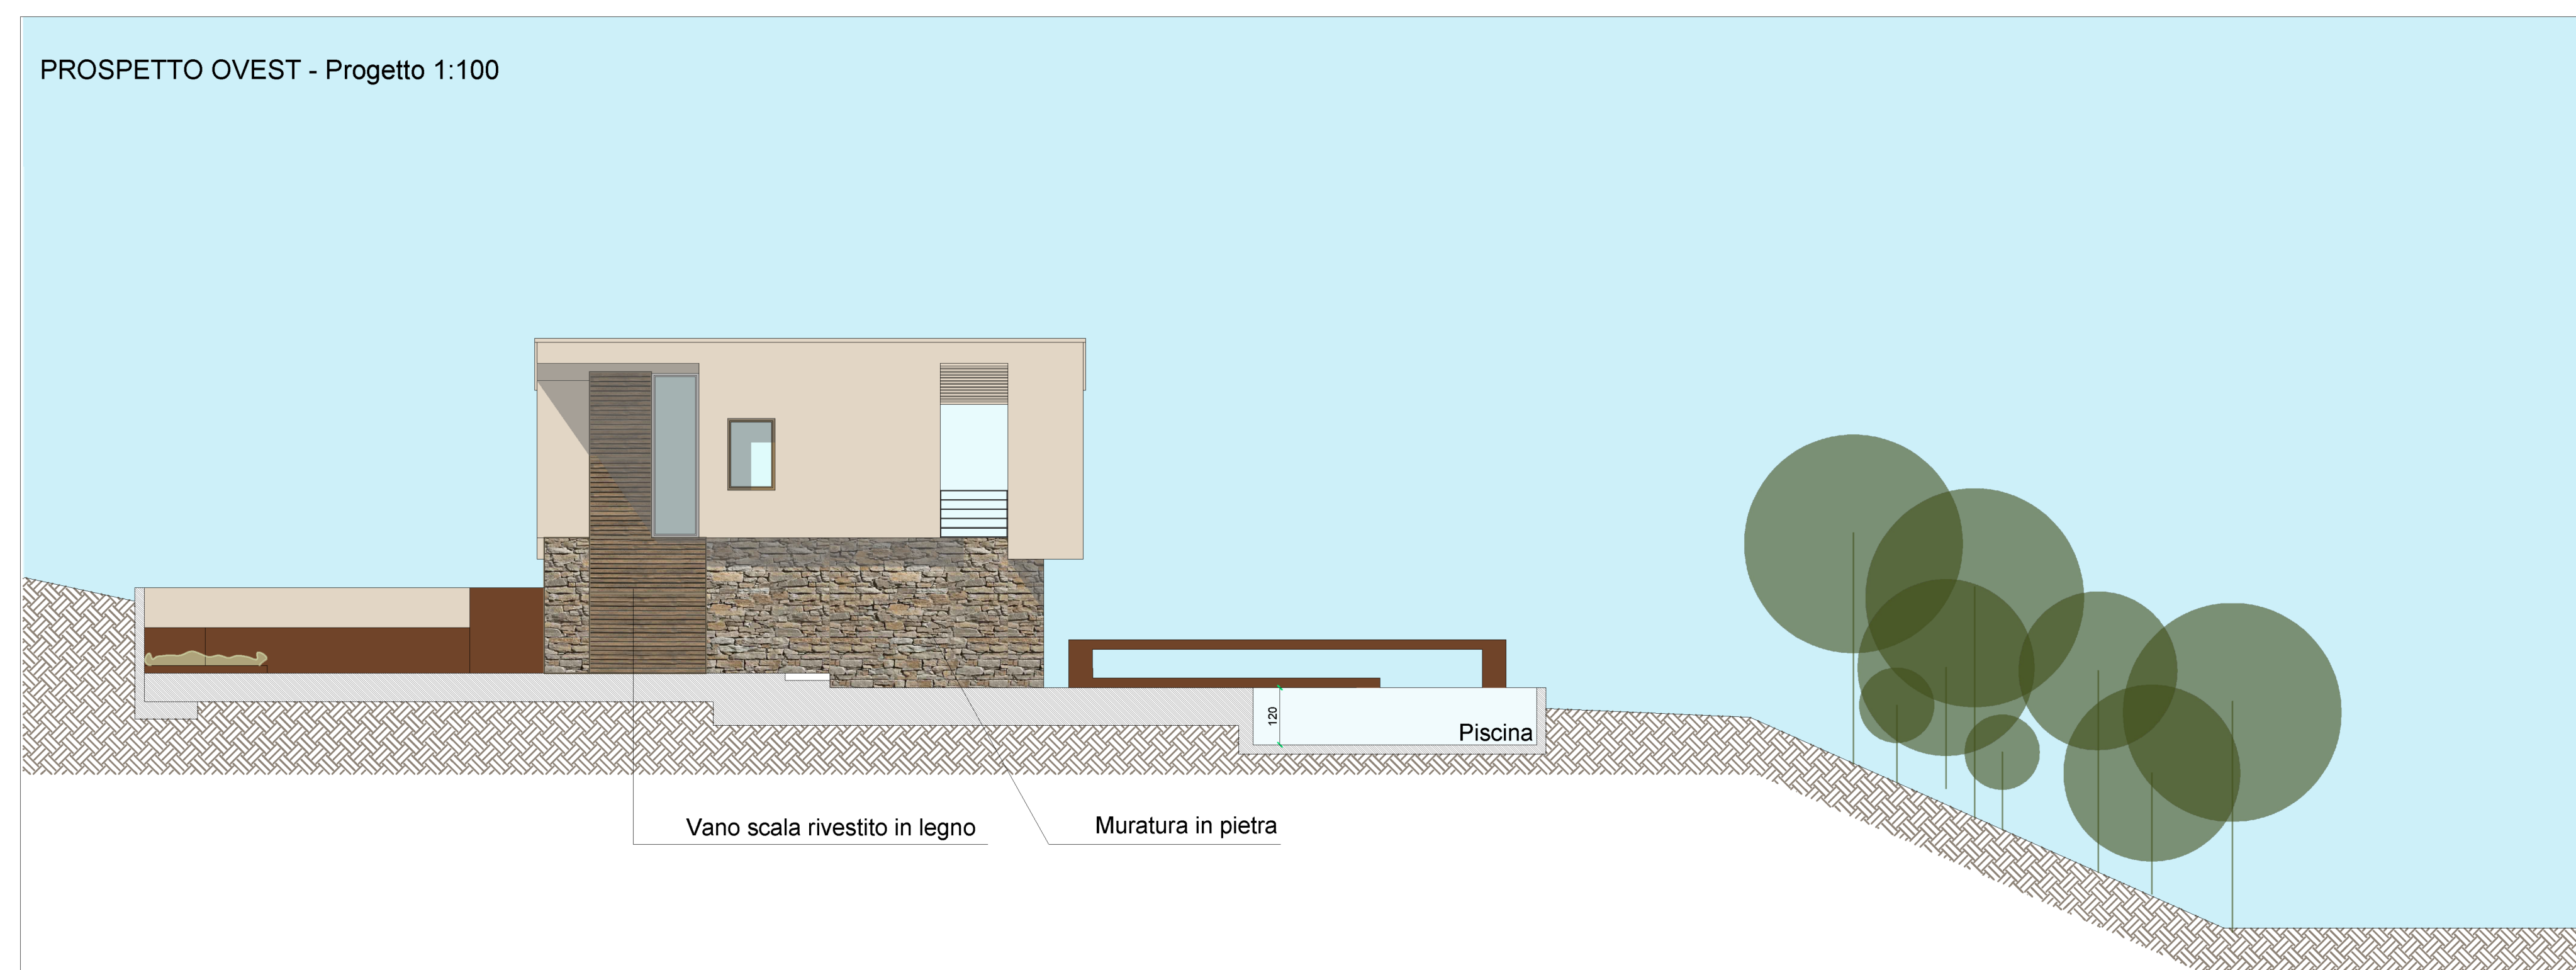 PROSPETTO OVEST - Progetto 1:100
120
Piscina
Vano scala rivestito in legno
Muratura in pietra